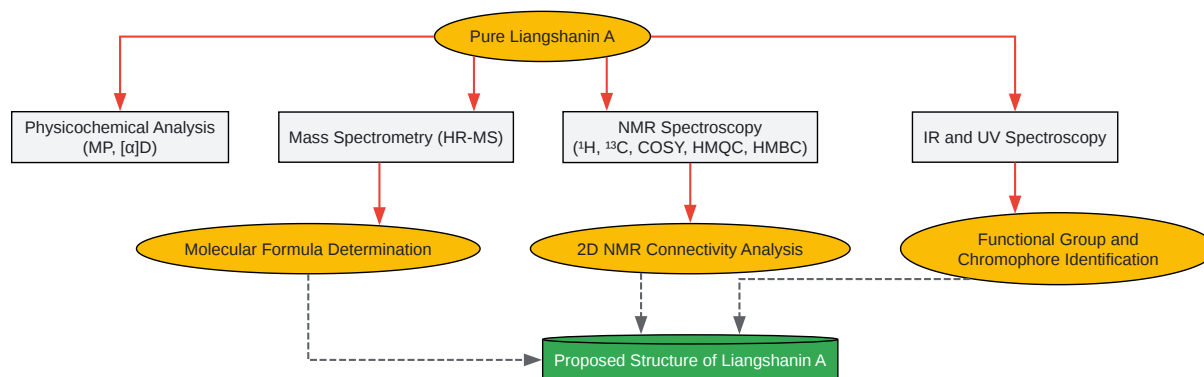 Pure Liangshanin A
Physicochemical Analysis
(MP, [α]D)
Mass Spectrometry (HR-MS)
NMR Spectroscopy
(¹H, ¹³C, COSY, HMQC, HMBC)
IR and UV Spectroscopy
Molecular Formula Determination
2D NMR Connectivity Analysis
Functional Group and
Chromophore Identification
Proposed Structure of Liangshanin A